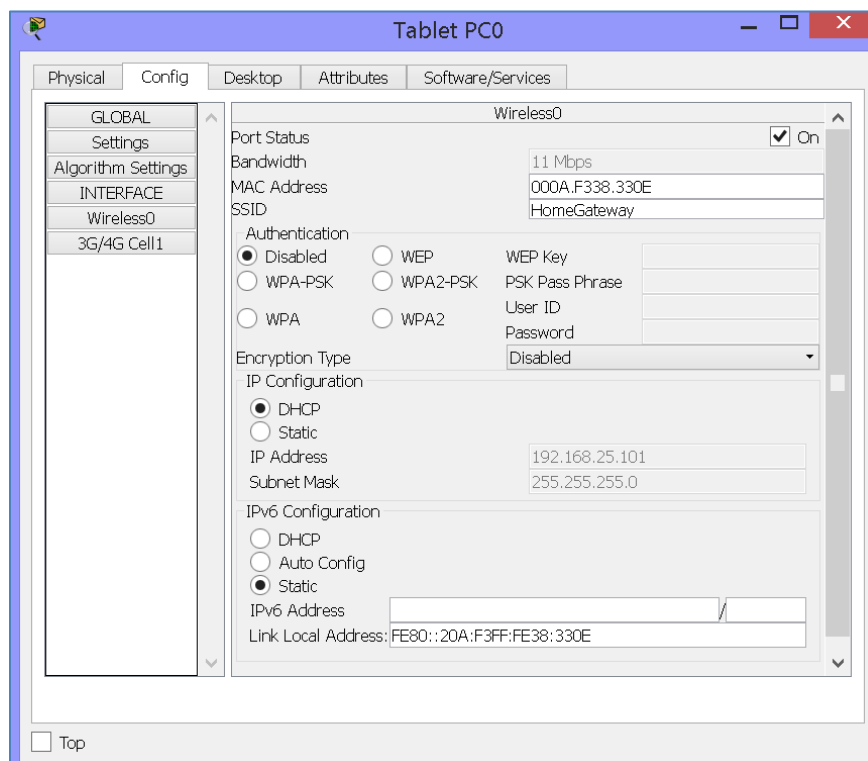 Tablet PC0
Physical Config Desktop Attributes Software/Services
GLOBAL
Settings
Algorithm Settings
INTERFACE
Wireless0
3G/4G Cell1
Wireless0
Port Status On
Bandwidth 11 Mbps
MAC Address 000A.F338.330E
SSID HomeGateway
Authentication
Disabled WEP WEP Key
WPA-PSK WPA2-PSK PSK Pass Phrase
User ID
WPA WPA2
Password
Encryption Type Disabled
IP Configuration
DHCP
Static
IP Address 192.168.25.101
Subnet Mask 255.255.255.0
IPv6 Configuration
DHCP
Auto Config
Static
IPv6 Address /
Link Local Address: FE80::20A:F3FF:FE38:330E
Top